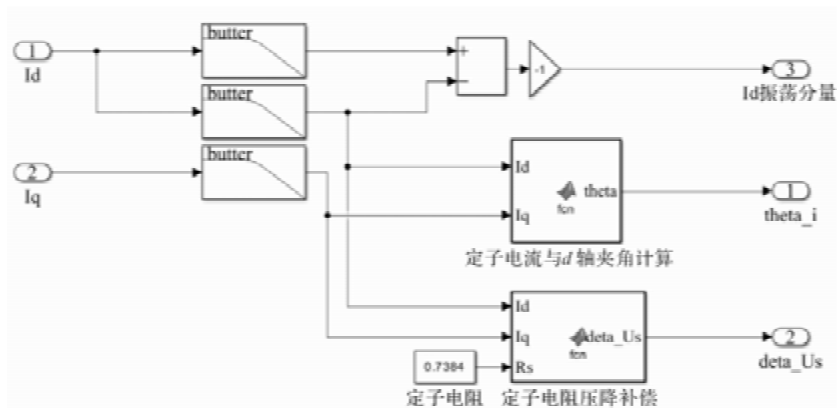 butter
1
Id
+
−
-1
3
Id振荡分量
butter
butter
2
Iq
Id
Iq
theta
fcn
1
theta_i
定子电流与d轴夹角计算
Id
Iq
Rs
deta_Us
fcn
2
deta_Us
0.7384
定子电阻
定子电阻压降补偿